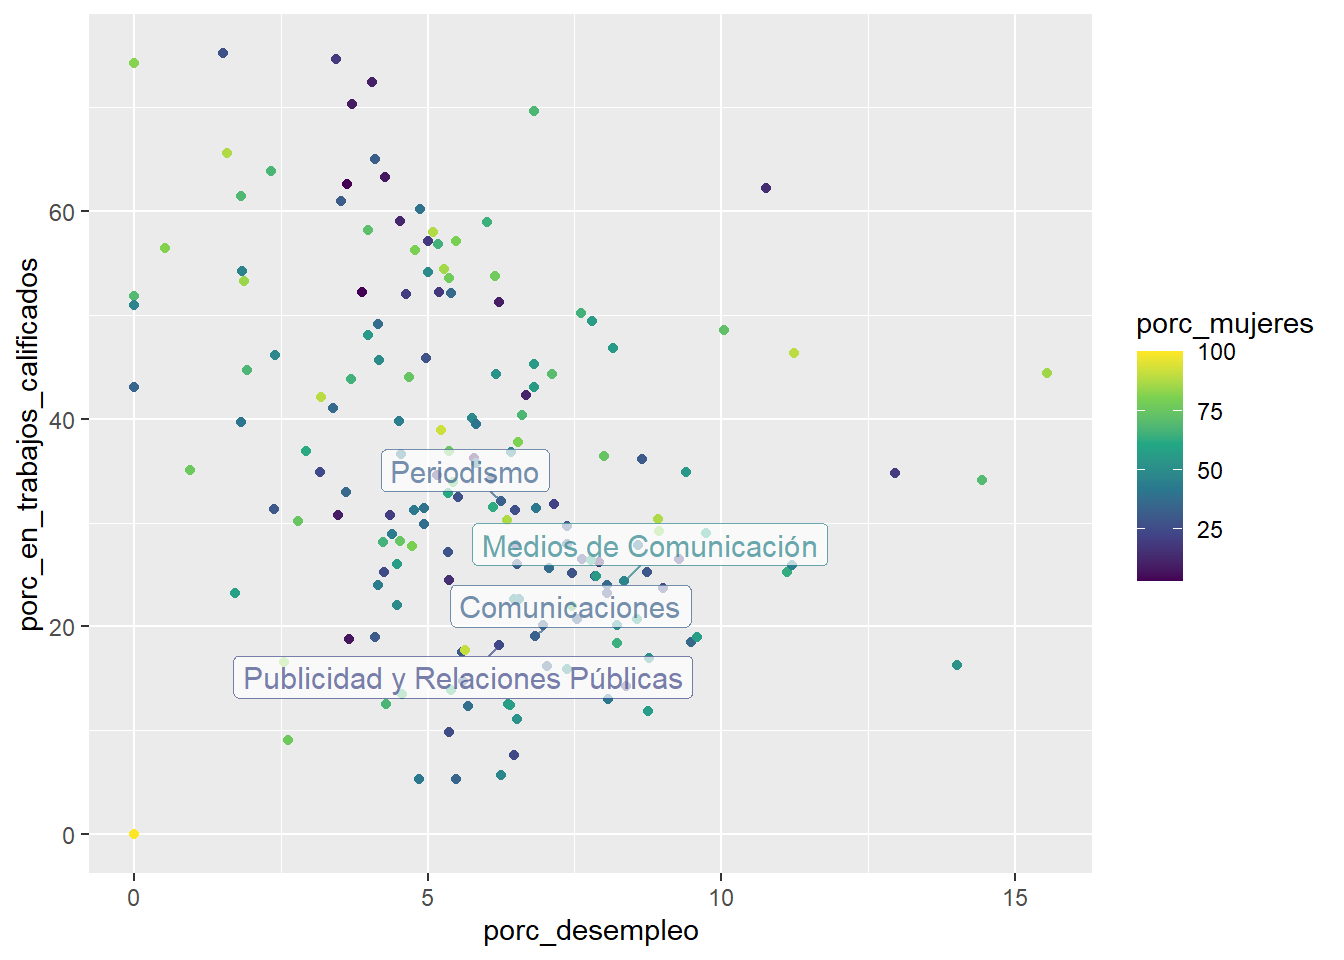 60
40
20
0
0
5
10
15
porc_desempleo
porc_en_trabajos_calificados
Periodismo
Medios de Comunicación
Comunicaciones
Publicidad y Relaciones Públicas
porc_mujeres
100
75
50
25